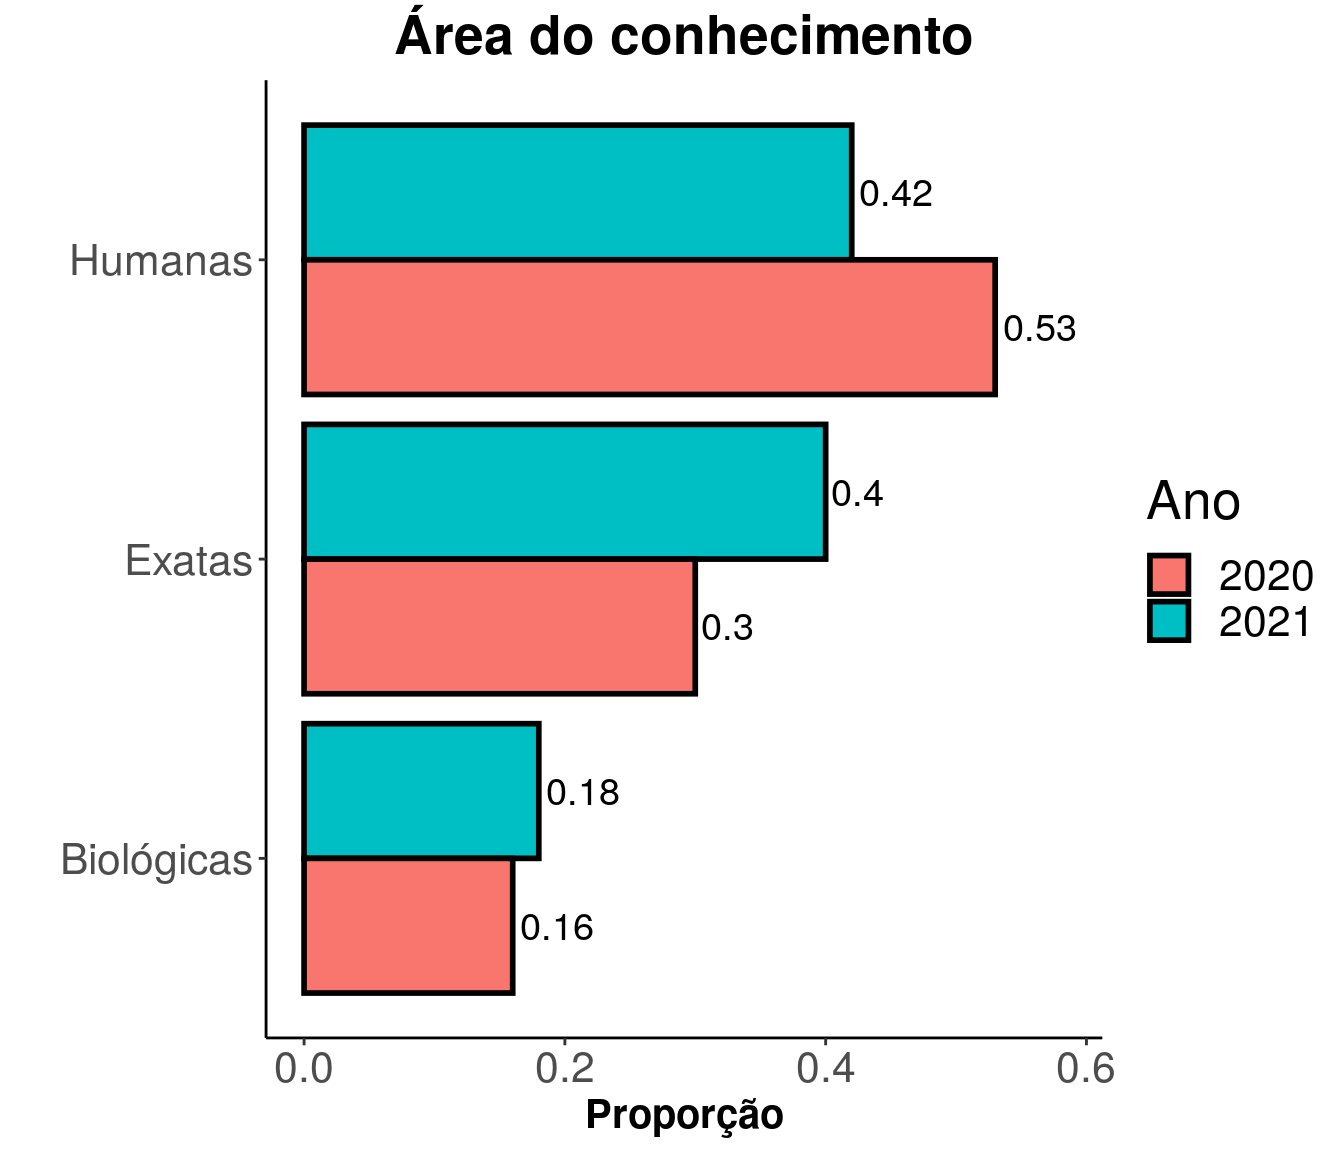 Área do conhecimento
Humanas
0.42
0.53
Exatas
0.4
0.3
Biológicas
0.18
0.16
0.0 0.2 0.4 0.6
Proporção
Ano
2020
2021